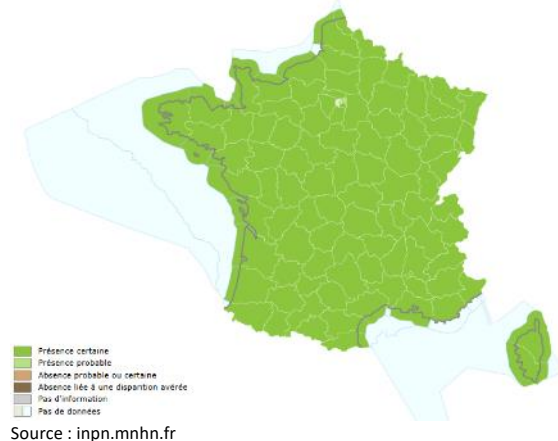 Présence certaine
Présence probable
Absence probable ou certaine
Absence liée à une disparition avérée
Pas d'information
Pas de données
Source : inpn.mnhn.fr